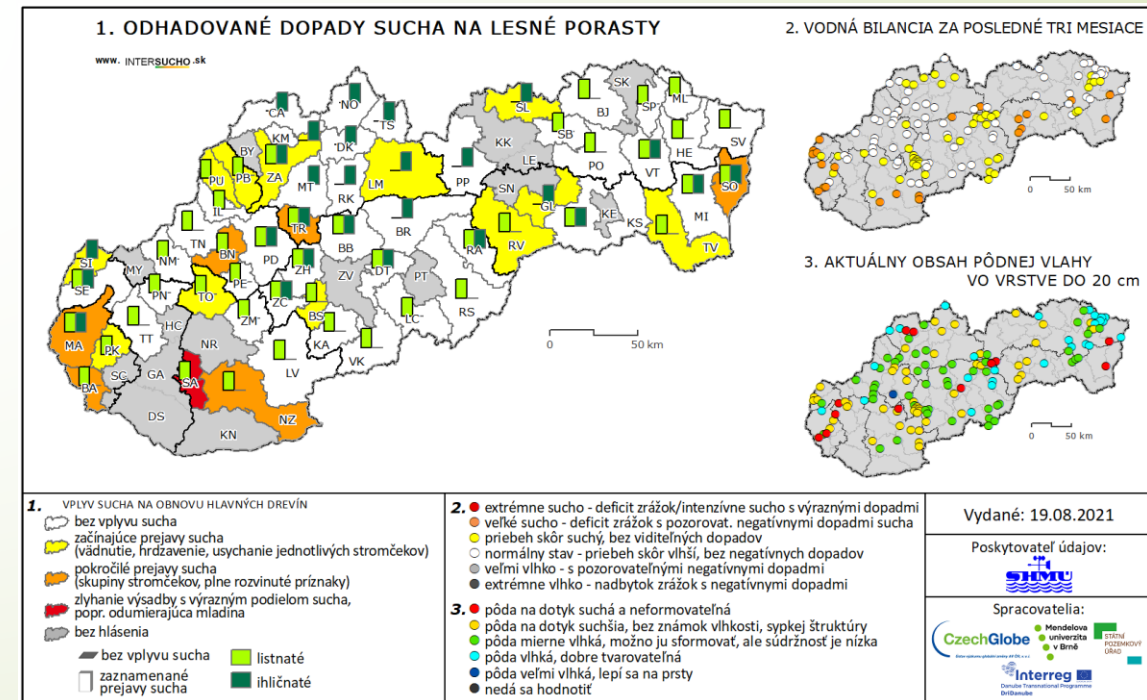 1. ODHADOVANÉ DOPADY SUCHA NA LESNÉ PORASTY
www. INTERSUCHO .sk
2. VODNÁ BILANCIA ZA POSLEDNÉ TRI MESIACE
0 50 km
3. AKTUÁLNY OBSAH PÔDNEJ VLAHY
VO VRSTVE DO 20 cm
0 50 km
CA NO TS
KM DK
BY ZA MT RK LM
PU PB IL
SL SK BJ SP ML
KK LE SB PO HE SV
PP VT
SN GL KE KS MI SO
RV TV
TN BN PD TR BB BR RA
SI SE MY NM PE ZH ZV DT PT
PN TO ZC BS LC RS
MA TT HC ZM KA VK
PK NR LV
BA SC GA SA
DS KN NZ
0 50 km
1. VPLYV SUCHA NA OBNOVU HLAVNÝCH DREVÍN
bez vplyvu sucha
začínajúce prejavy sucha
(vädnutie, hrdzavenie, usychanie jednotlivých stromčekov)
pokročilé prejavy sucha
(skupiny stromčekov, plne rozvinuté príznaky)
zlyhanie výsadby s výrazným podielom sucha,
popr. odumierajúca mladina
bez hlásenia
bez vplyvu sucha
zaznamenané
prejavy sucha
listnaté
ihličnaté
2. extrémne sucho - deficit zrážok/intenzívne sucho s výraznými dopadmi
veľké sucho - deficit zrážok s pozorovat. negatívnymi dopadmi sucha
priebeh skôr suchý, bez viditeľných dopadov
normálny stav - priebeh skôr vlhší, bez negatívnych dopadov
veľmi vlhko - s pozorovateľnými negatívnymi dopadmi
extrémne vlhko - nadbytok zrážok s negatívnymi dopadmi
3. pôda na dotyk suchá a neformovateľná
pôda na dotyk suchšia, bez známok vlhkosti, sypkej štruktúry
pôda mierne vlhká, možno ju sformovať, ale súdržnosť je nízka
pôda vlhká, dobre tvarovateľná
pôda veľmi vlhká, lepí sa na prsty
nedá sa hodnotiť
Vydané: 19.08.2021
Poskytovateľ údajov:
SHMÚ
Spracovatelia:
CzechGlobe
Mendelova
univerzita
v Brně
STÁTNÍ
POZEMKOVÝ
ÚŘAD
Interreg
Danube Transnational Programme
DriDanube